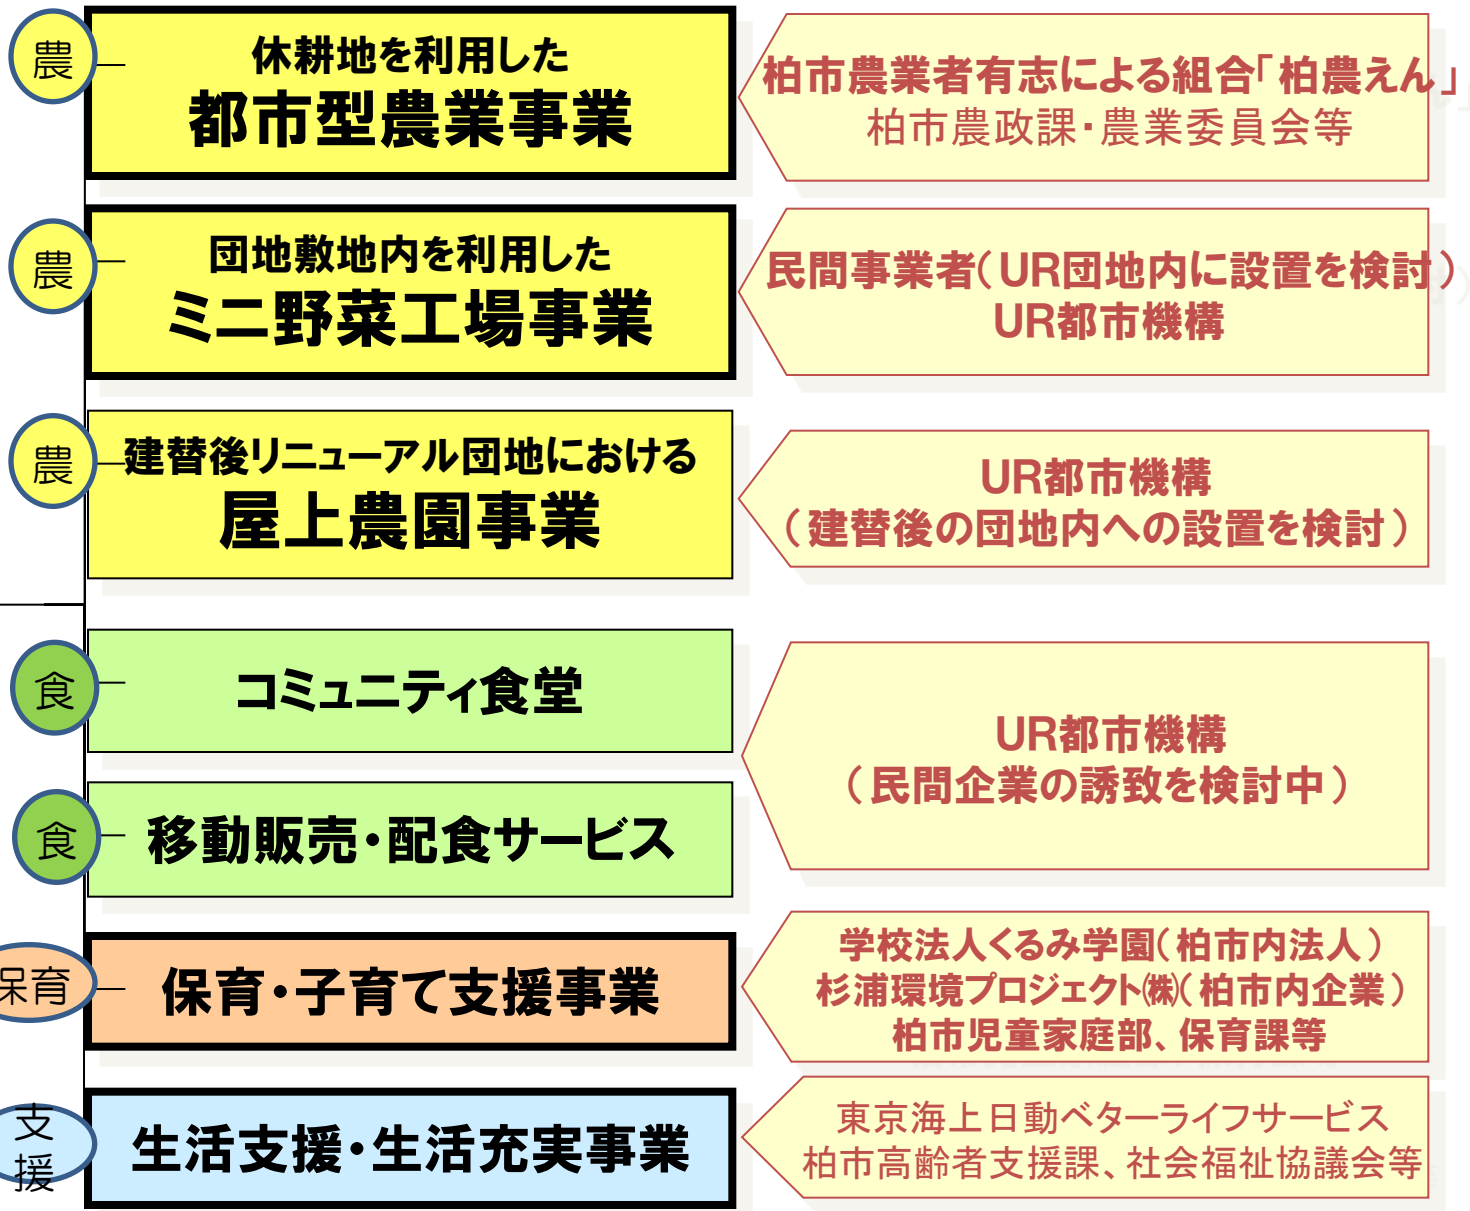 農
休耕地を利用した
都市型農業事業
柏市農業者有志による組合「柏農えん」
柏市農政課・農業委員会等
農
団地敷地内を利用した
ミニ野菜工場事業
民間事業者(UR団地内に設置を検討)
UR都市機構
農
建替後リニューアル団地における
屋上農園事業
UR都市機構
(建替後の団地内への設置を検討)
食
コミュニティ食堂
食
移動販売・配食サービス
UR都市機構
(民間企業の誘致を検討中)
保育
保育・子育て支援事業
学校法人くるみ学園(柏市内法人)
杉浦環境プロジェクト㈱(柏市内企業)
柏市児童家庭部、保育課等
支
援
生活支援・生活充実事業
東京海上日動ベターライフサービス
柏市高齢者支援課、社会福祉協議会等